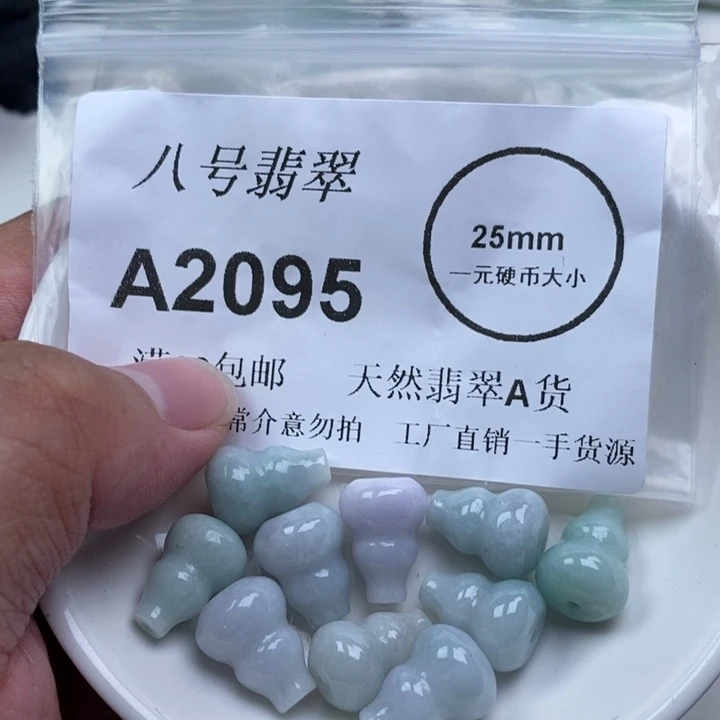 八号翡翠
25mm
一元硬币大小
A2095
包邮
天然翡翠A货
常介意勿拍
工厂直销一手货源